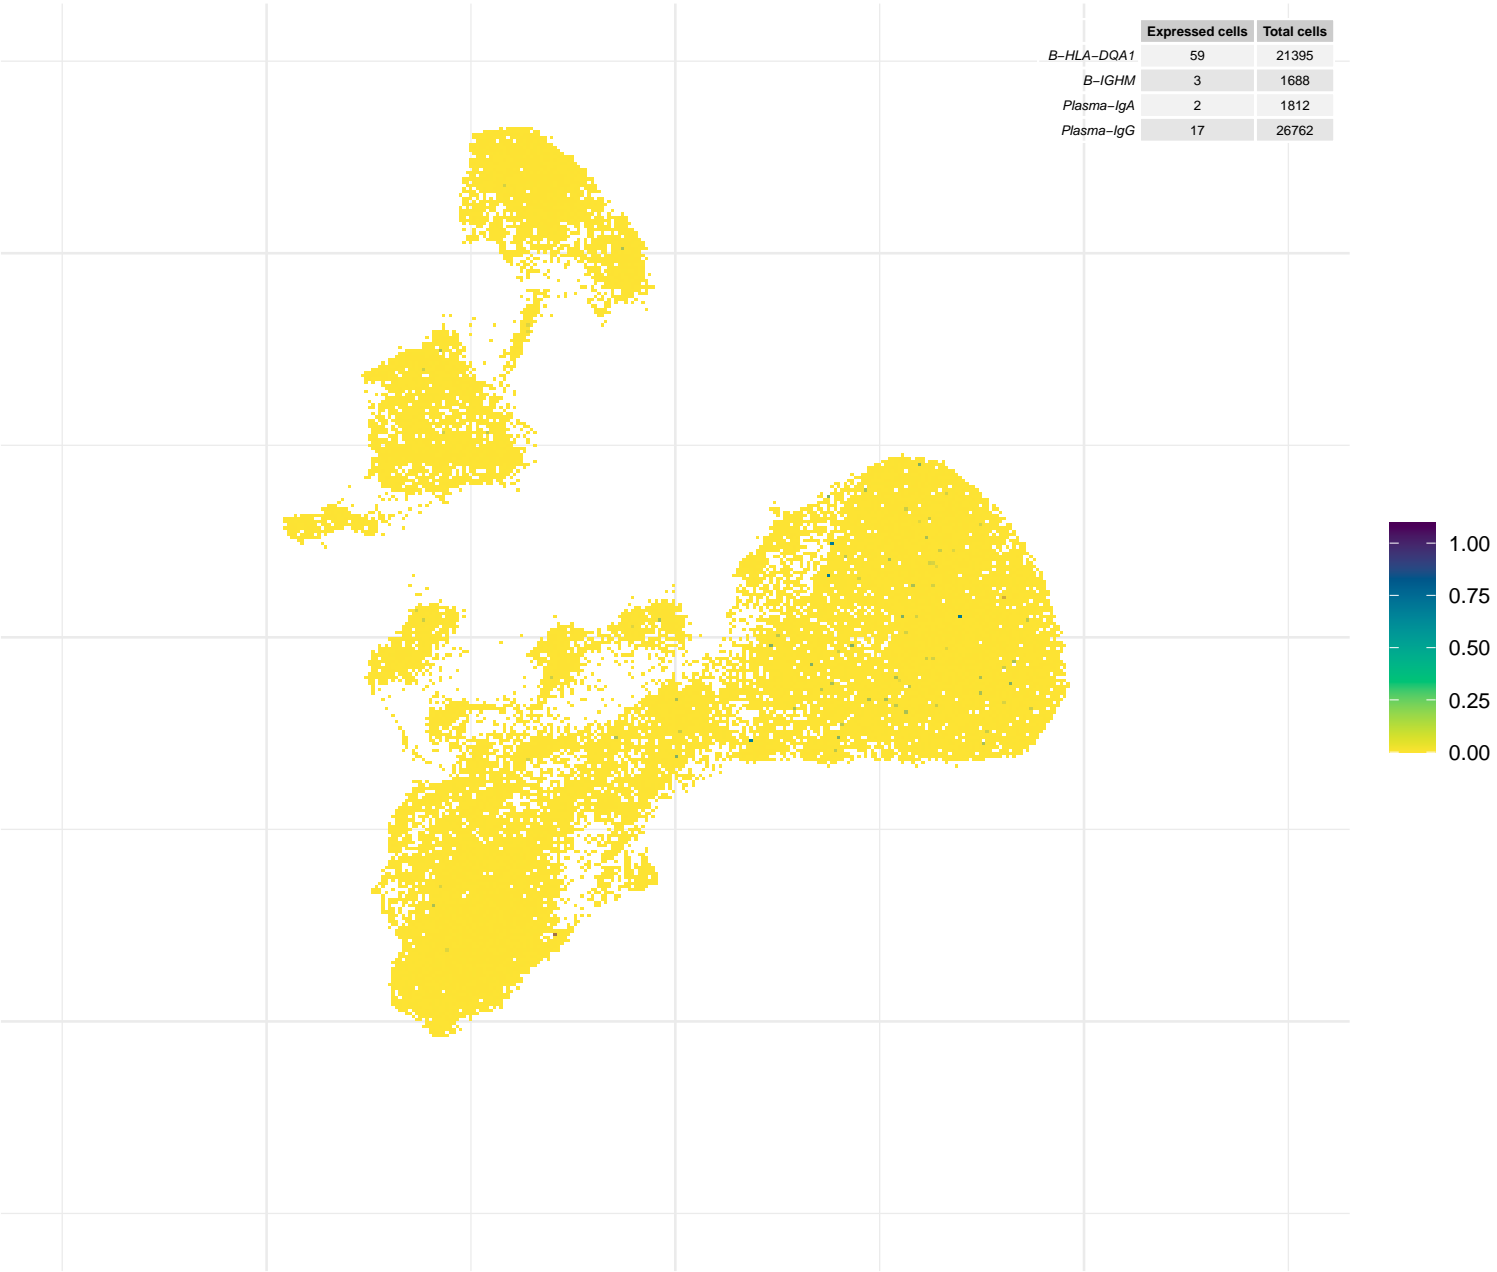 Expressed cells Total cells
B−HLA−DQA1 59 21395
B−IGHM 3 1688
Plasma−IgA 2 1812
Plasma−IgG 17 26762
1.00
0.75
0.50
0.25
0.00